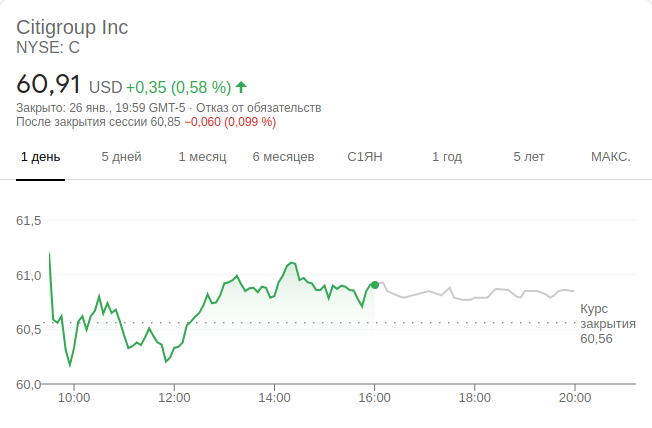 Citigroup Inc
NYSE: C
60,91 USD +0,35 (0,58 %)
Закрыто: 26 янв., 19:59 GMT-5 · Отказ от обязательств
После закрытия сессии 60,85 −0,060 (0,099 %)
1 день 5 дней 1 месяц 6 месяцев С1ЯН 1 год 5 лет МАКС.
61,5
61,0
60,5
60,0
Курс
закрытия
60,56
10:00 12:00 14:00 16:00 18:00 20:00